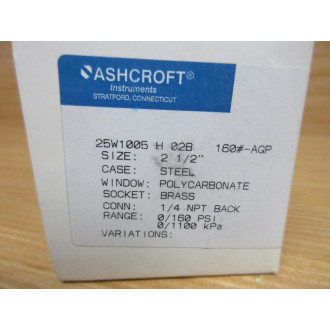 ASHCROFT®
Instruments
STRATFORD, CONNECTICUT
25W1005 H 02B 160#-AGP
SIZE: 2 1/2"
CASE: STEEL
WINDOW: POLYCARBONATE
SOCKET: BRASS
CONN: 1/4 NPT BACK
RANGE: 0/160 PSI
0/1100 kPa
VARIATIONS: